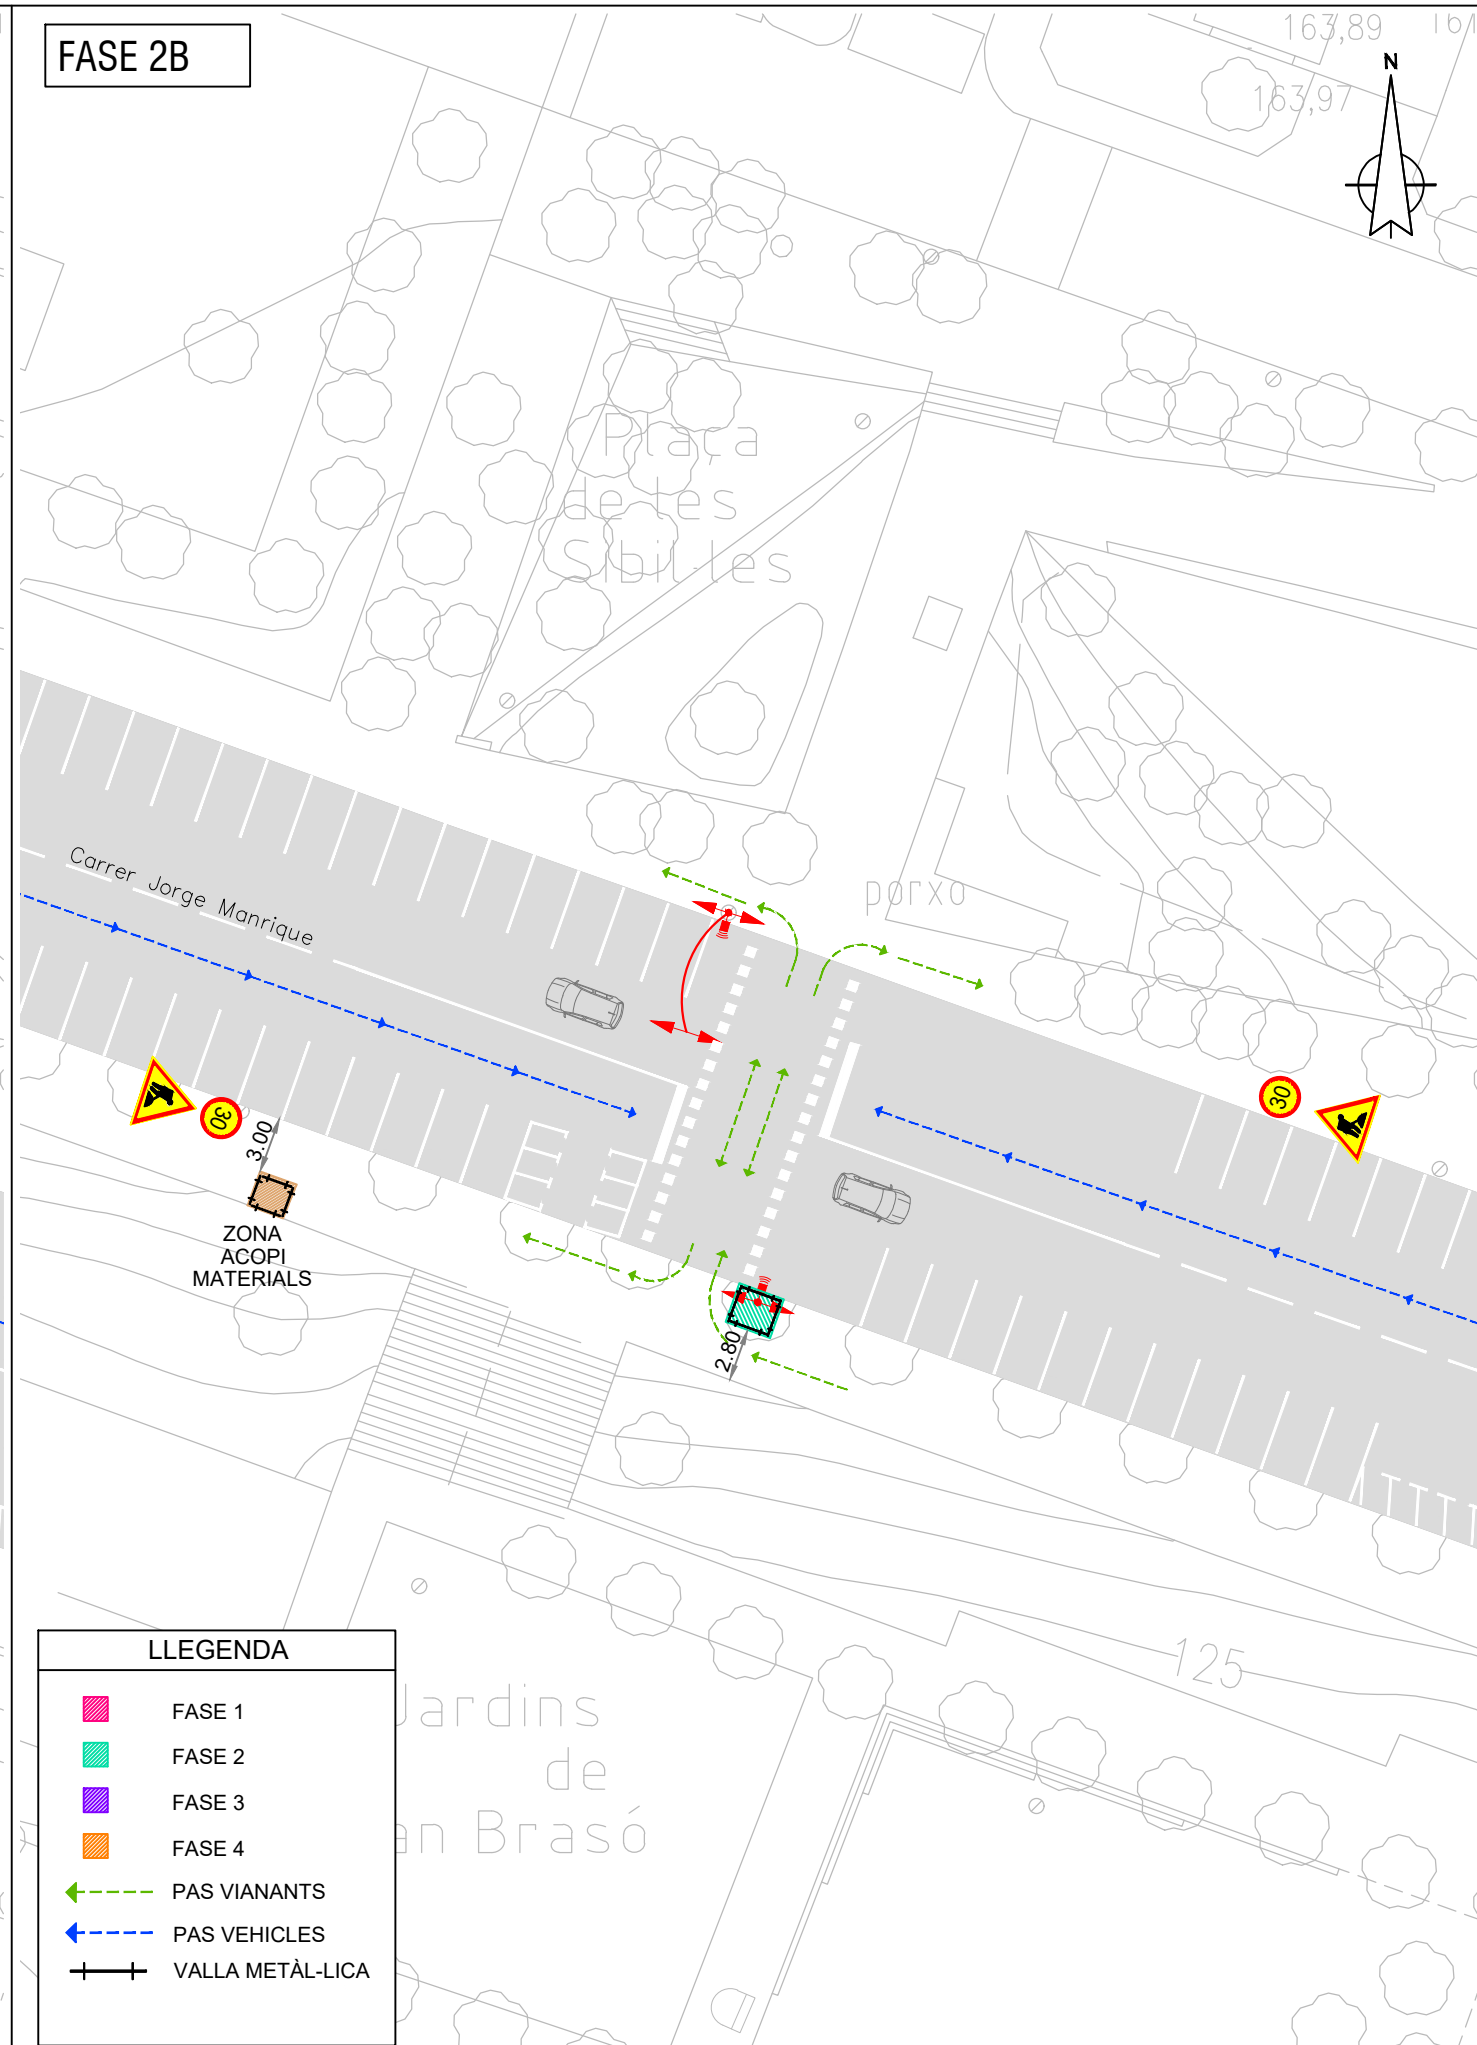 FASE 2B
163,89
161
N
163,97
Plaça
de les
Sibil·les
Carrer Jorge Manrique
porxo
30
30
3.00
ZONA
ACOPI
MATERIALS
2.80
125
LLEGENDA
FASE 1
FASE 2
FASE 3
FASE 4
PAS VIANANTS
PAS VEHICLES
VALLA METÀL-LICA
Jardins
de
an Brasó